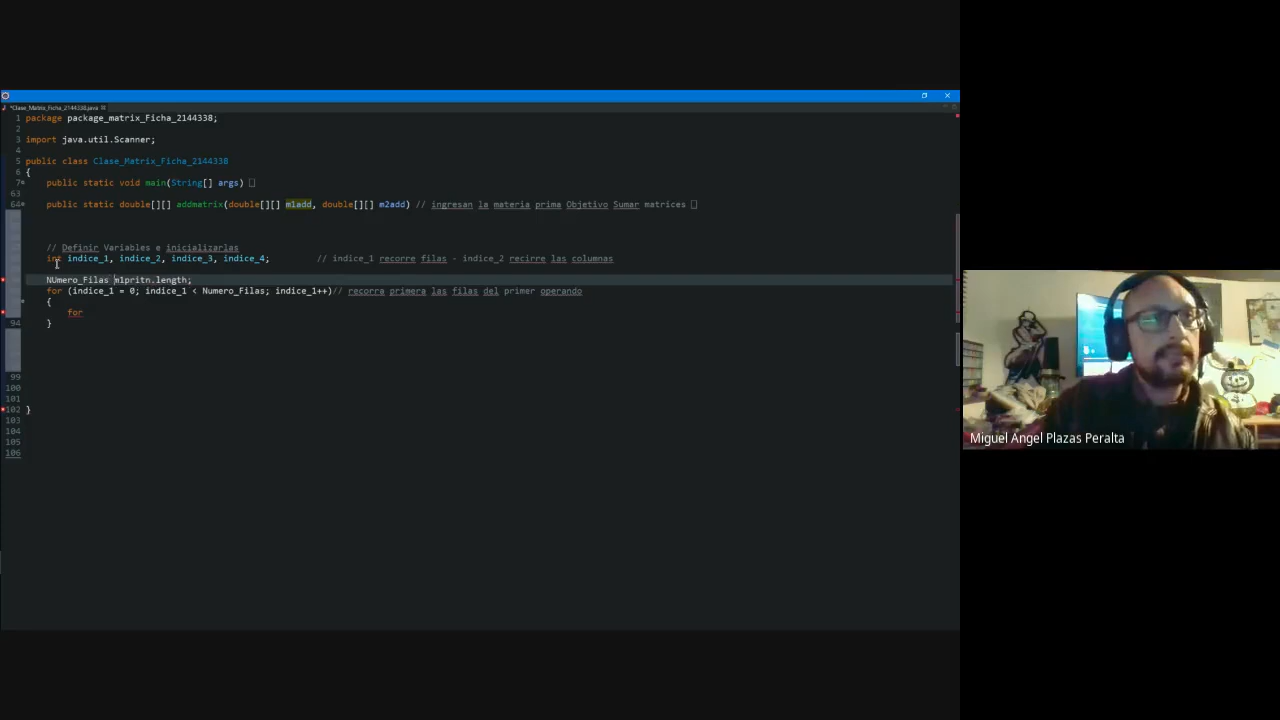 *Clase_Matrix_Ficha_2144338.java
1 package package_matrix_Ficha_2144338;
2
3 import java.util.Scanner;
4
5 public class Clase_Matrix_Ficha_2144338
6 {
7 public static void main(String[] args)
63
64 public static double[][] addmatrix(double[][] m1add, double[][] m2add) // ingresan la materia prima Objetivo Sumar matrices
// Definir Variables e inicializarlas
int indice_1, indice_2, indice_3, indice_4; // indice_1 recorre filas - indice_2 recirre las columnas
NUmero_Filas m1pritn.length;
for (indice_1 = 0; indice_1 < Numero_Filas; indice_1++)// recorra primera las filas del primer operando
{
for
94 }
99
100
101
102 }
103
104
105
106
Miguel Angel Plazas Peralta